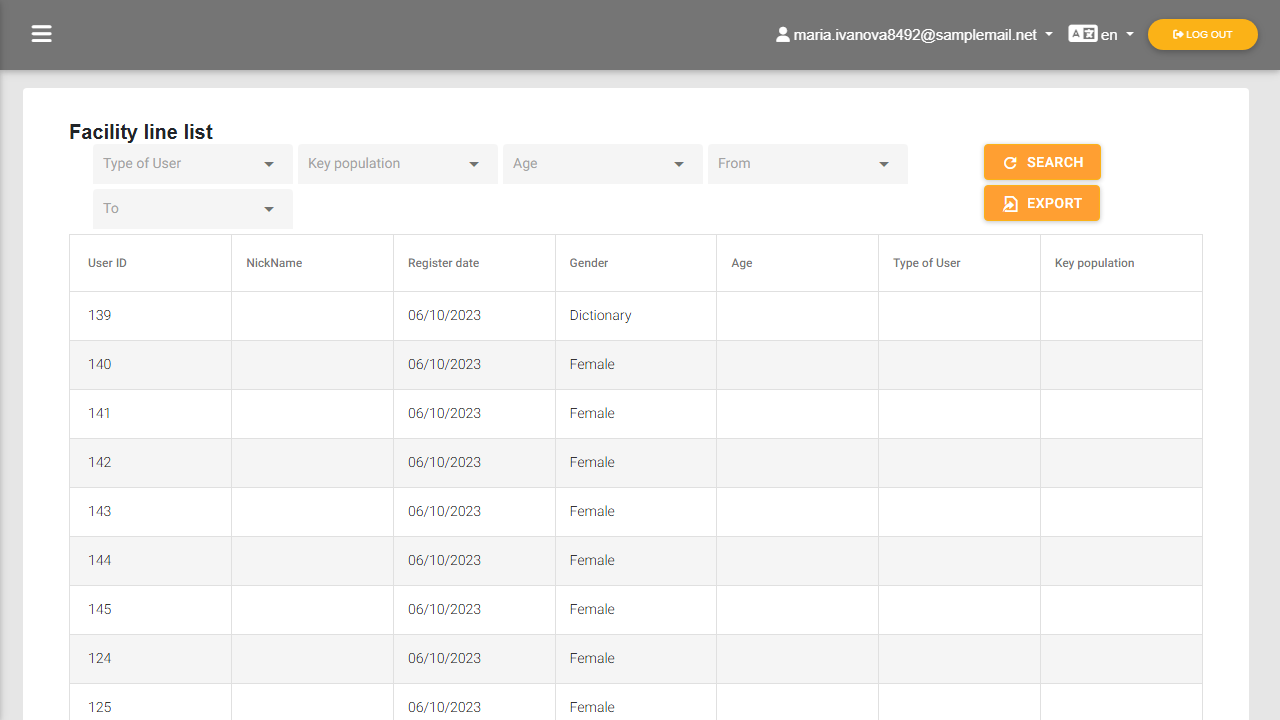 maria.ivanova8492@samplemail.net en LOG OUT
Facility line list
Type of User Key population Age From SEARCH
To EXPORT
User ID NickName Register date Gender Age Type of User Key population
139 06/10/2023 Dictionary
140 06/10/2023 Female
141 06/10/2023 Female
142 06/10/2023 Female
143 06/10/2023 Female
144 06/10/2023 Female
145 06/10/2023 Female
124 06/10/2023 Female
125 06/10/2023 Female